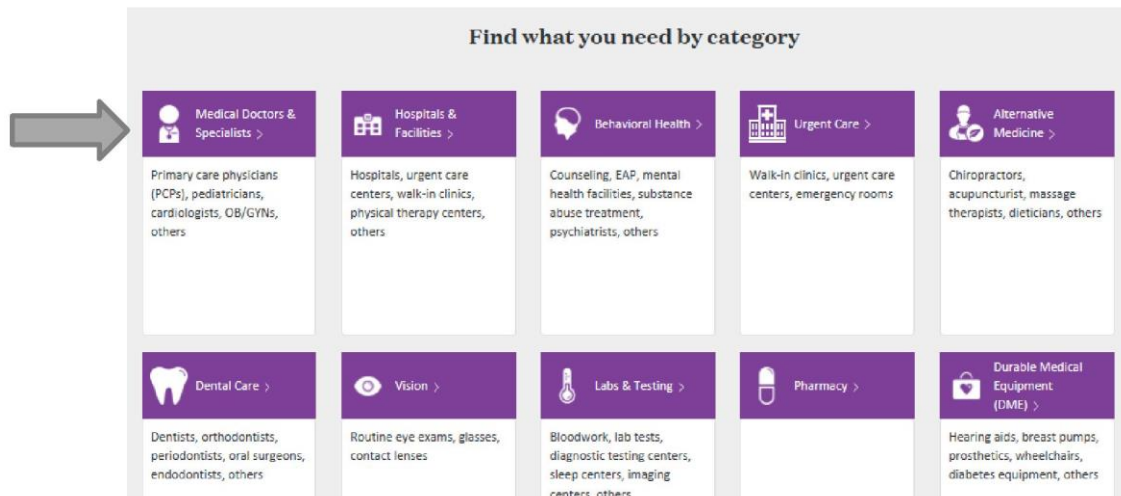 Find what you need by category
Medical Doctors &
Specialists >
Primary care physicians
(PCPs), pediatricians,
cardiologists, OB/GYNs,
others
Hospitals &
Facilities >
Hospitals, urgent care
centers, walk-in clinics,
physical therapy centers,
others
Behavioral Health >
Counseling, EAP, mental
health facilities, substance
abuse treatment,
psychiatrists, others
Urgent Care >
Walk-in clinics, urgent care
centers, emergency rooms
Alternative
Medicine >
Chiropractors,
acupuncturist, massage
therapists, dieticians, others
Dental Care >
Dentists, orthodontists,
periodontists, oral surgeons,
endodontists, others
Vision >
Routine eye exams, glasses,
contact lenses
Labs & Testing >
Bloodwork, lab tests,
diagnostic testing centers,
sleep centers, imaging
centers, others
Pharmacy >
Durable Medical
Equipment
(DME) >
Hearing aids, breast pumps,
prosthetics, wheelchairs,
diabetes equipment, others